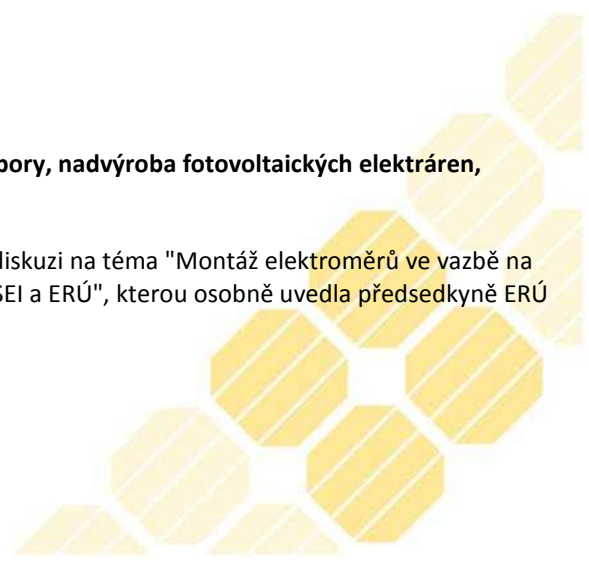 pory, nadvýroba fotovoltaických elektráren,
diskuzi na téma "Montáž elektroměrů ve vazbě na
SEI a ERÚ", kterou osobně uvedla předsedkyně ERÚ